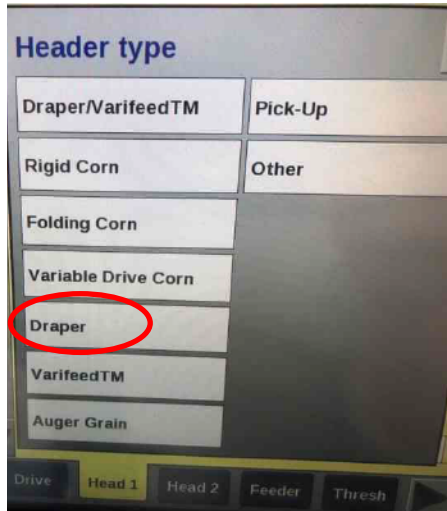 Header type
Draper/VarifeedTM
Pick-Up
Rigid Corn
Other
Folding Corn
Variable Drive Corn
Draper
VarifeedTM
Auger Grain
Drive
Head 1
Head 2
Feeder
Thresh